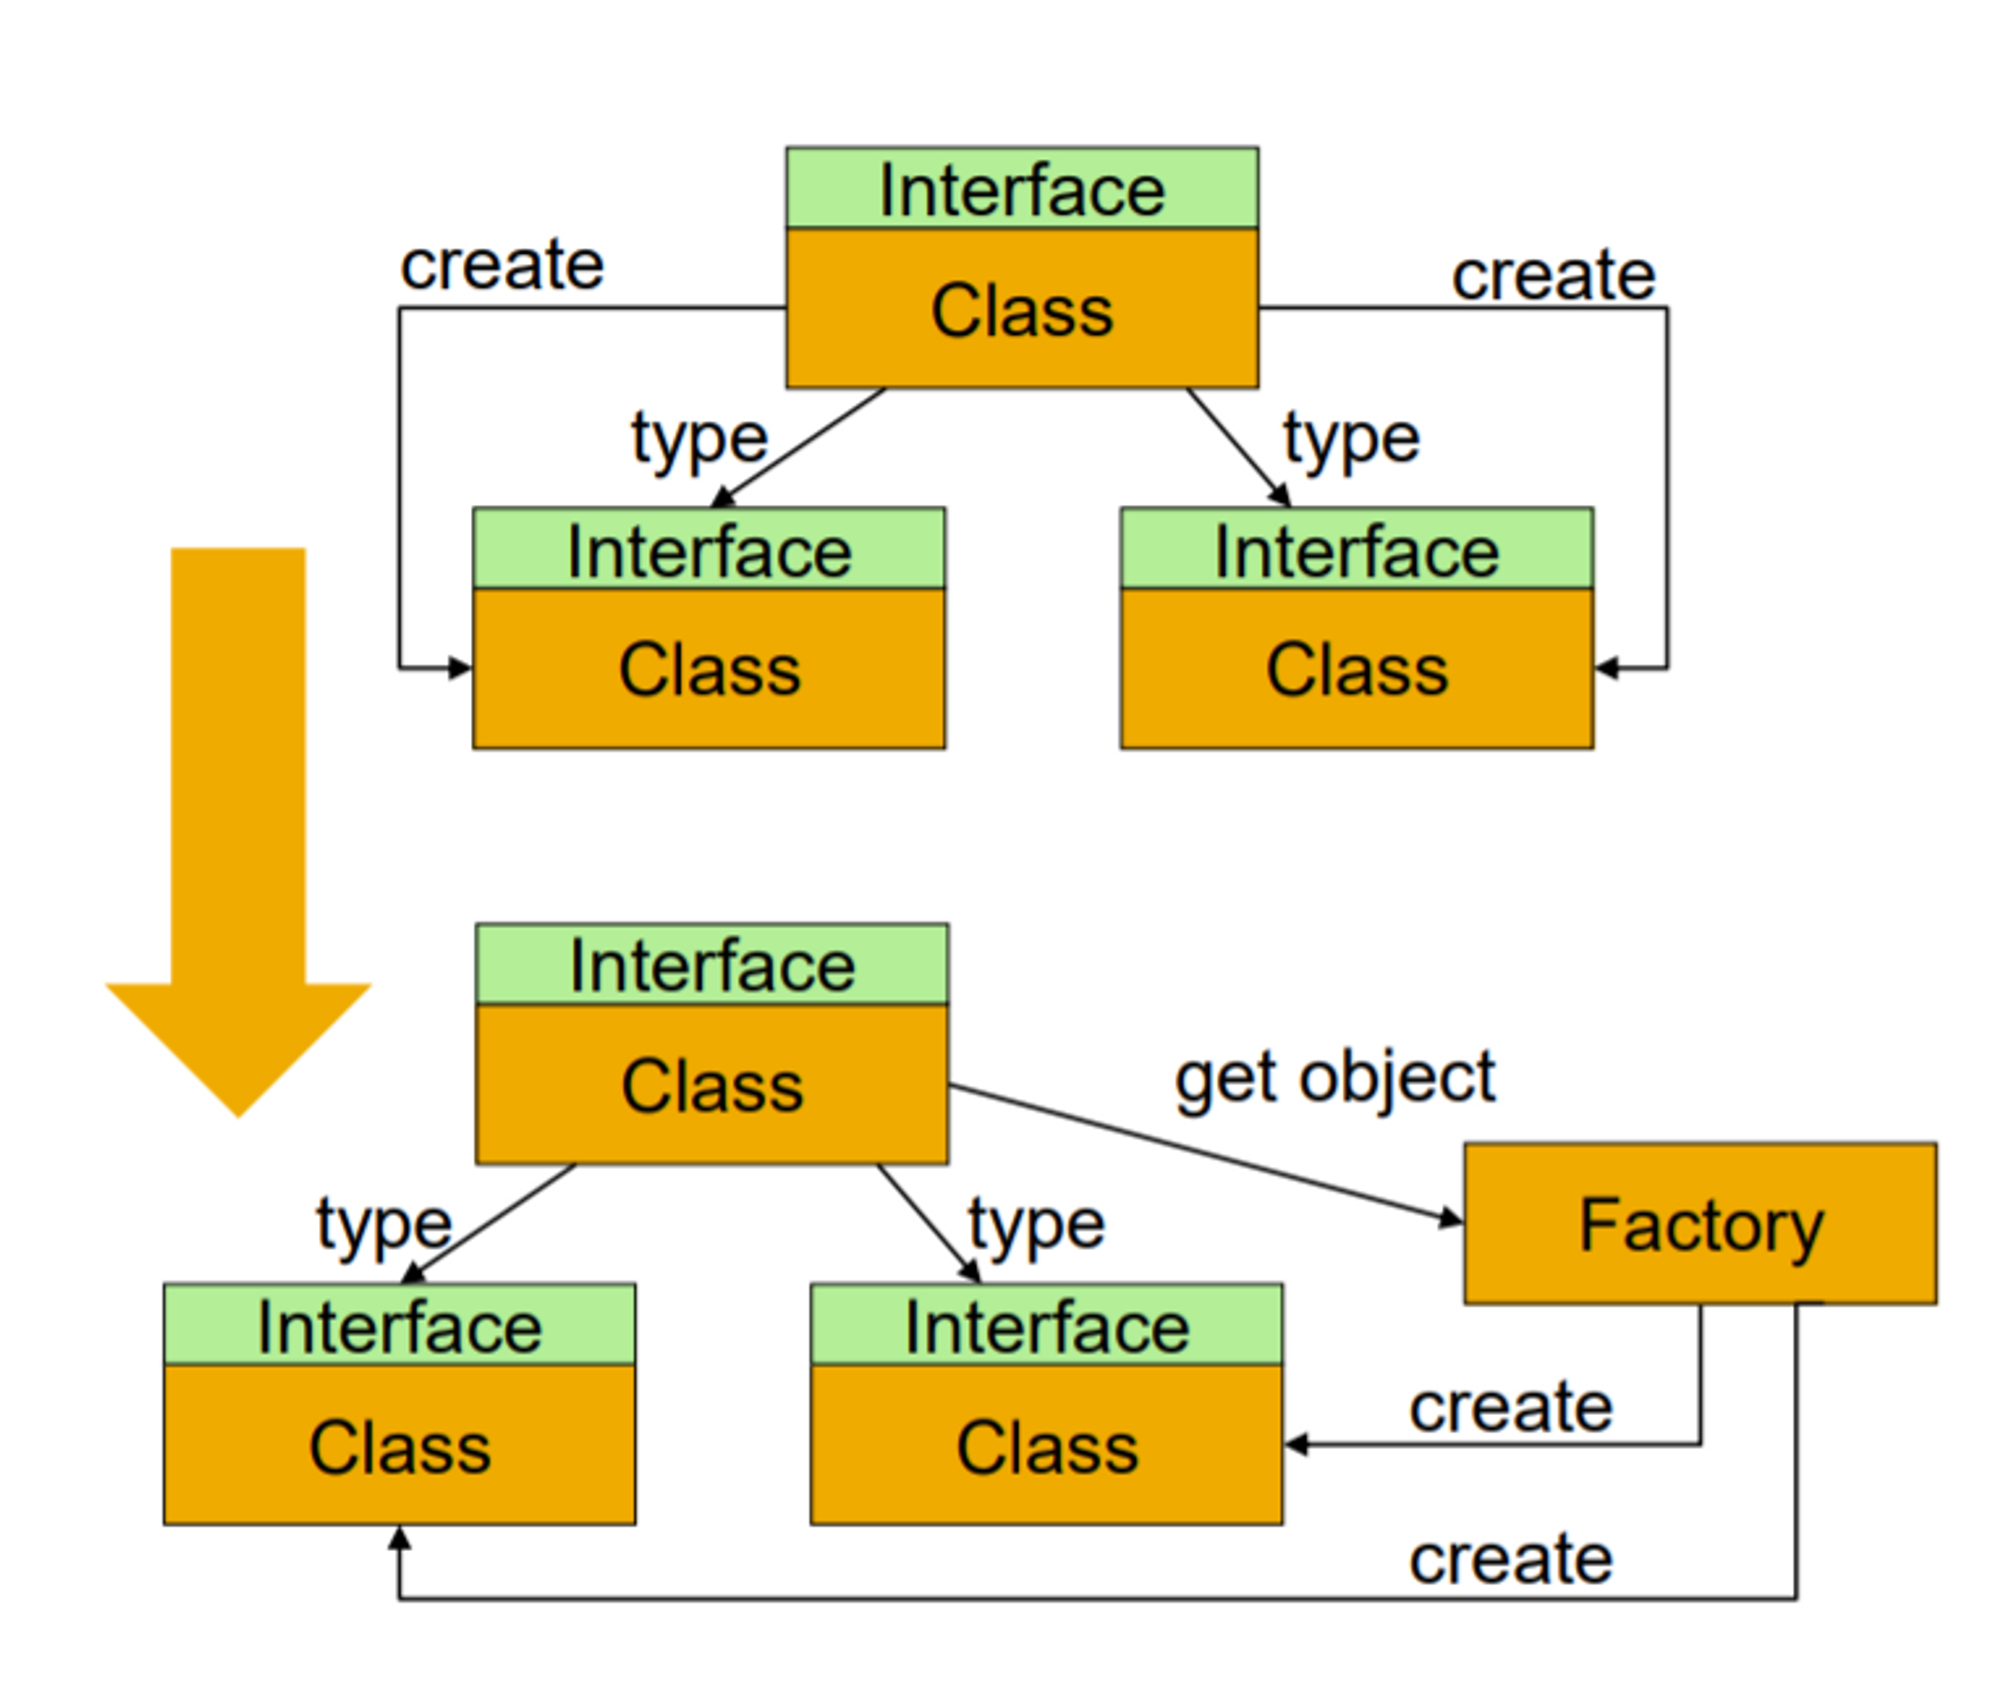 Interface
create
create
Class
type
type
Interface
Interface
Class
Class
Interface
Class
get object
type
type
Factory
Interface
Interface
create
Class
Class
create